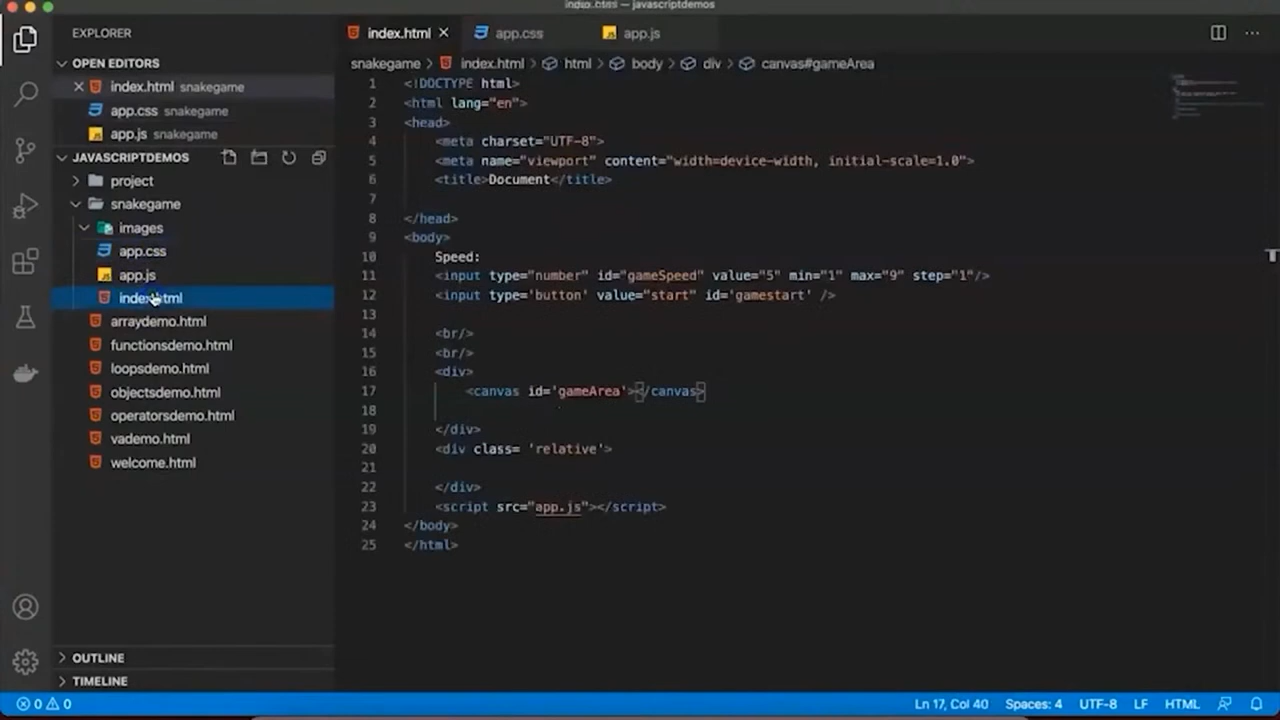 index.html — javascriptdemos
EXPLORER
OPEN EDITORS
index.html snakegame
app.css snakegame
app.js snakegame
JAVASCRIPTDEMOS
project
snakegame
images
app.css
app.js
index.html
arraydemo.html
functionsdemo.html
loopsdemo.html
objectsdemo.html
operatorsdemo.html
vademo.html
welcome.html
OUTLINE
TIMELINE
index.html app.css app.js
snakegame > index.html > html > body > div > canvas#gameArea
1 <!DOCTYPE html>
2 <html lang="en">
3 <head>
4 <meta charset="UTF-8">
5 <meta name="viewport" content="width=device-width, initial-scale=1.0">
6 <title>Document</title>
7
8 </head>
9 <body>
10 Speed:
11 <input type="number" id="gameSpeed" value="5" min="1" max="9" step="1"/>
12 <input type='button' value="start" id='gamestart' />
13
14 <br/>
15 <br/>
16 <div>
17 <canvas id='gameArea'></canvas>
18
19 </div>
20 <div class= 'relative'>
21
22 </div>
23 <script src="app.js"></script>
24 </body>
25 </html>
0 0 Ln 17, Col 40 Spaces: 4 UTF-8 LF HTML